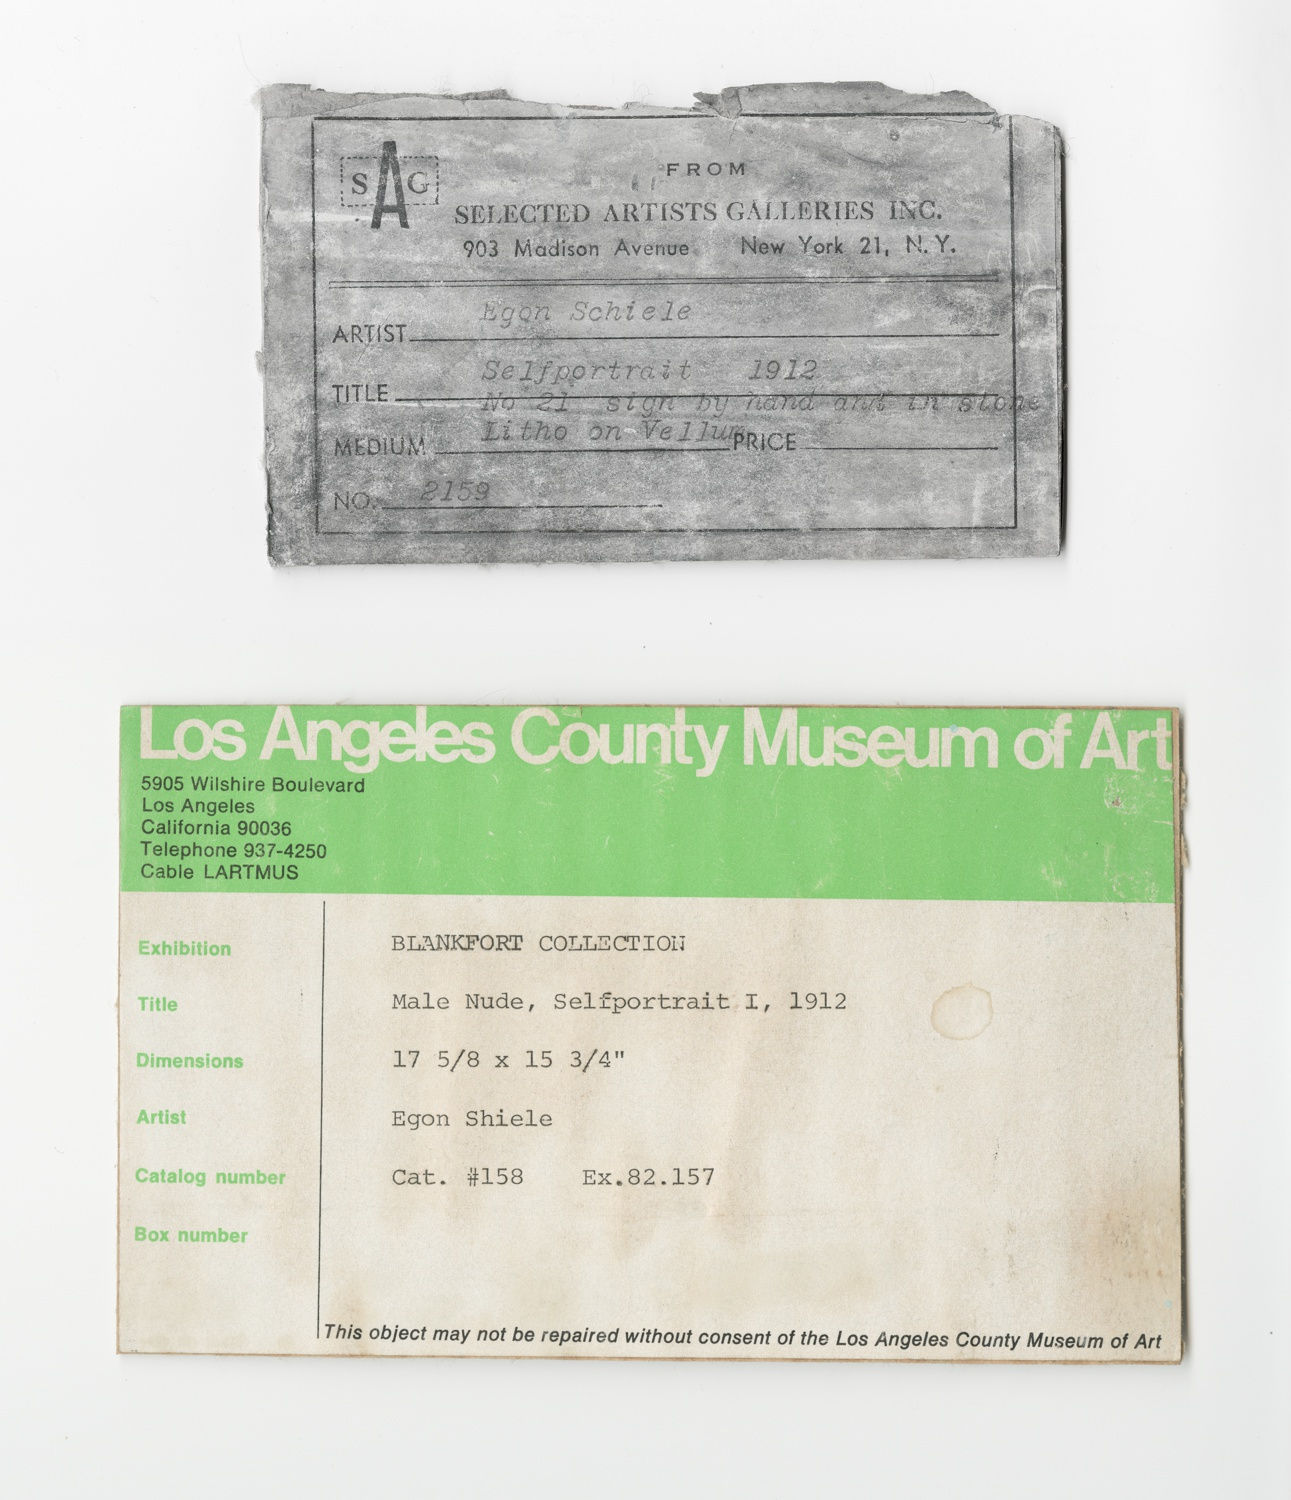 SAG
FROM
SELECTED ARTISTS GALLERIES INC.
903 Madison Avenue New York 21, N.Y.
ARTIST Egon Schiele
TITLE Selfportrait 1912
No 21 sign by hand and in stone
MEDIUM Litho on Vellum PRICE
NO. 2159
Los Angeles County Museum of Art
5905 Wilshire Boulevard
Los Angeles
California 90036
Telephone 937-4250
Cable LARTMUS
Exhibition BLANKFORT COLLECTION
Title Male Nude, Selfportrait I, 1912
Dimensions 17 5/8 x 15 3/4"
Artist Egon Shiele
Catalog number Cat. #158 Ex.82.157
Box number
This object may not be repaired without consent of the Los Angeles County Museum of Art